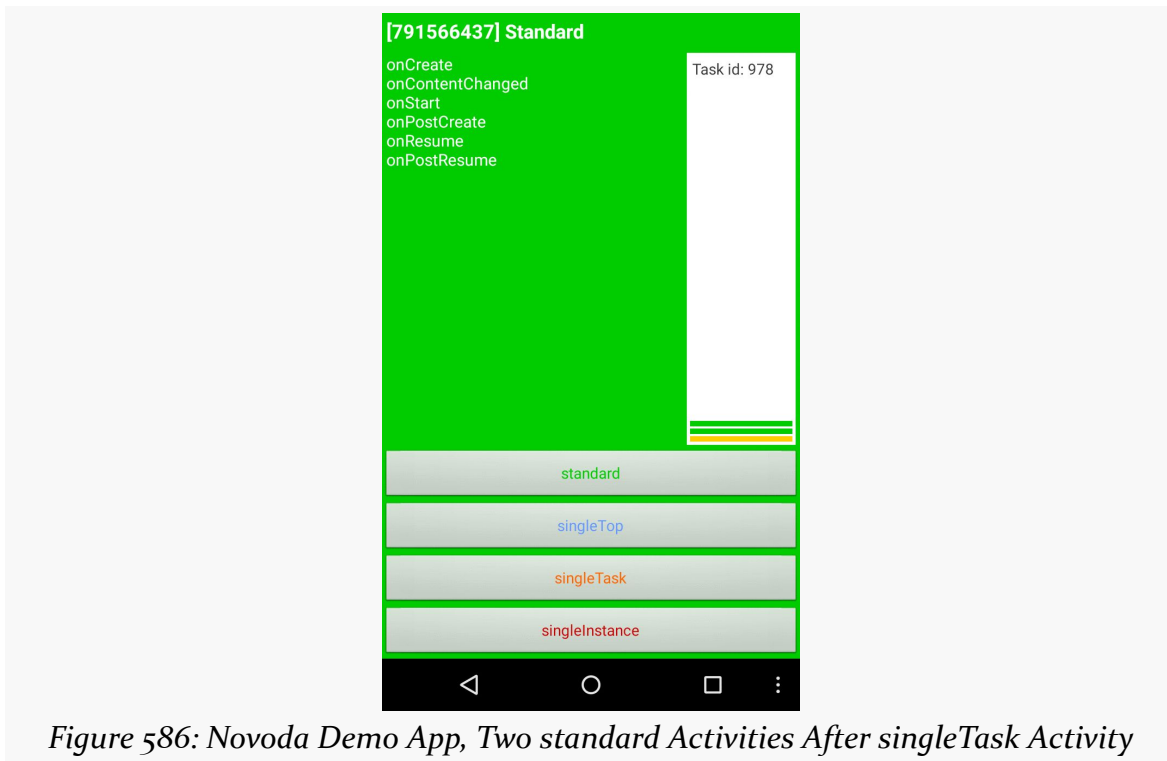 [791566437] Standard
onCreate
onContentChanged
onStart
onPostCreate
onResume
onPostResume
Task id: 978
standard
singleTop
singleTask
singleInstance
Figure 586: Novoda Demo App, Two standard Activities After singleTask Activity